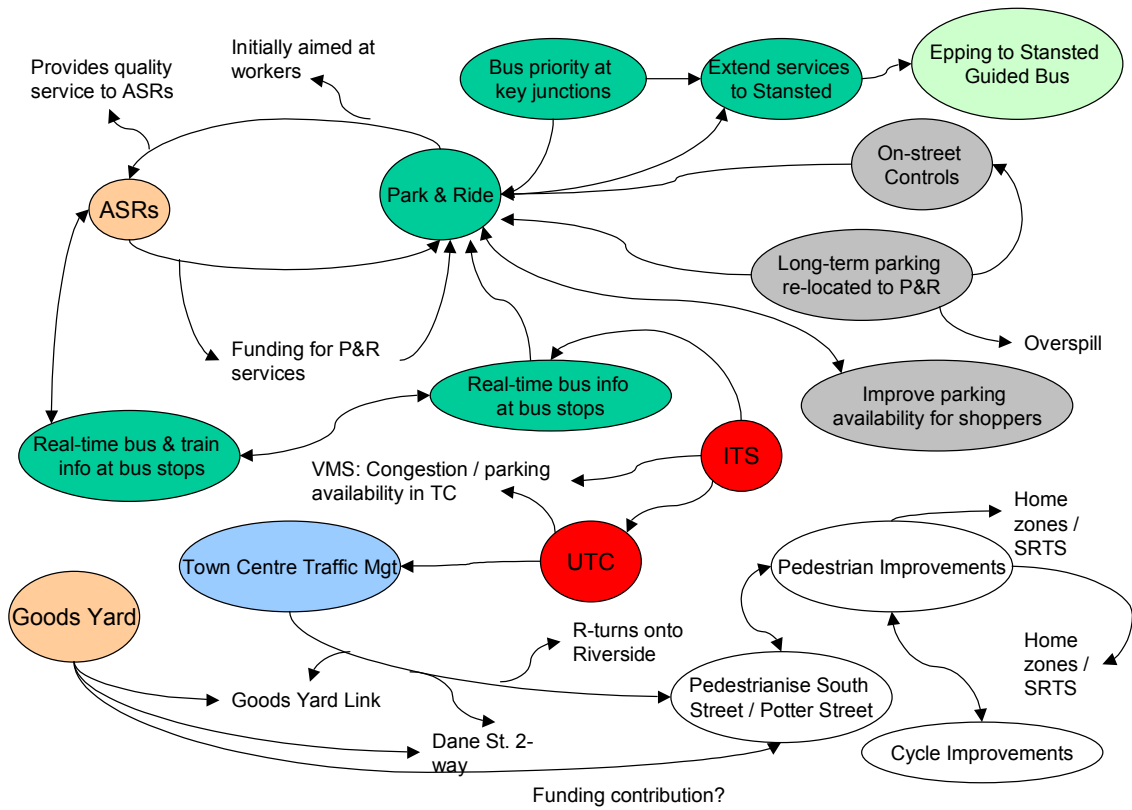 Provides quality
service to ASRs
Initially aimed at
workers
Bus priority at
key junctions
Extend services
to Stansted
Epping to Stansted
Guided Bus
On-street
Controls
ASRs
Park & Ride
Long-term parking
re-located to P&R
Overspill
Funding for P&R
services
Real-time bus info
at bus stops
Improve parking
availability for shoppers
Real-time bus & train
info at bus stops
ITS
VMS: Congestion / parking
availability in TC
Home
zones /
SRTS
Town Centre Traffic Mgt
UTC
Pedestrian Improvements
Goods Yard
R-turns onto
Riverside
Home
zones /
SRTS
Goods Yard Link
Pedestrianise South
Street / Potter Street
Dane St. 2-
way
Cycle Improvements
Funding contribution?